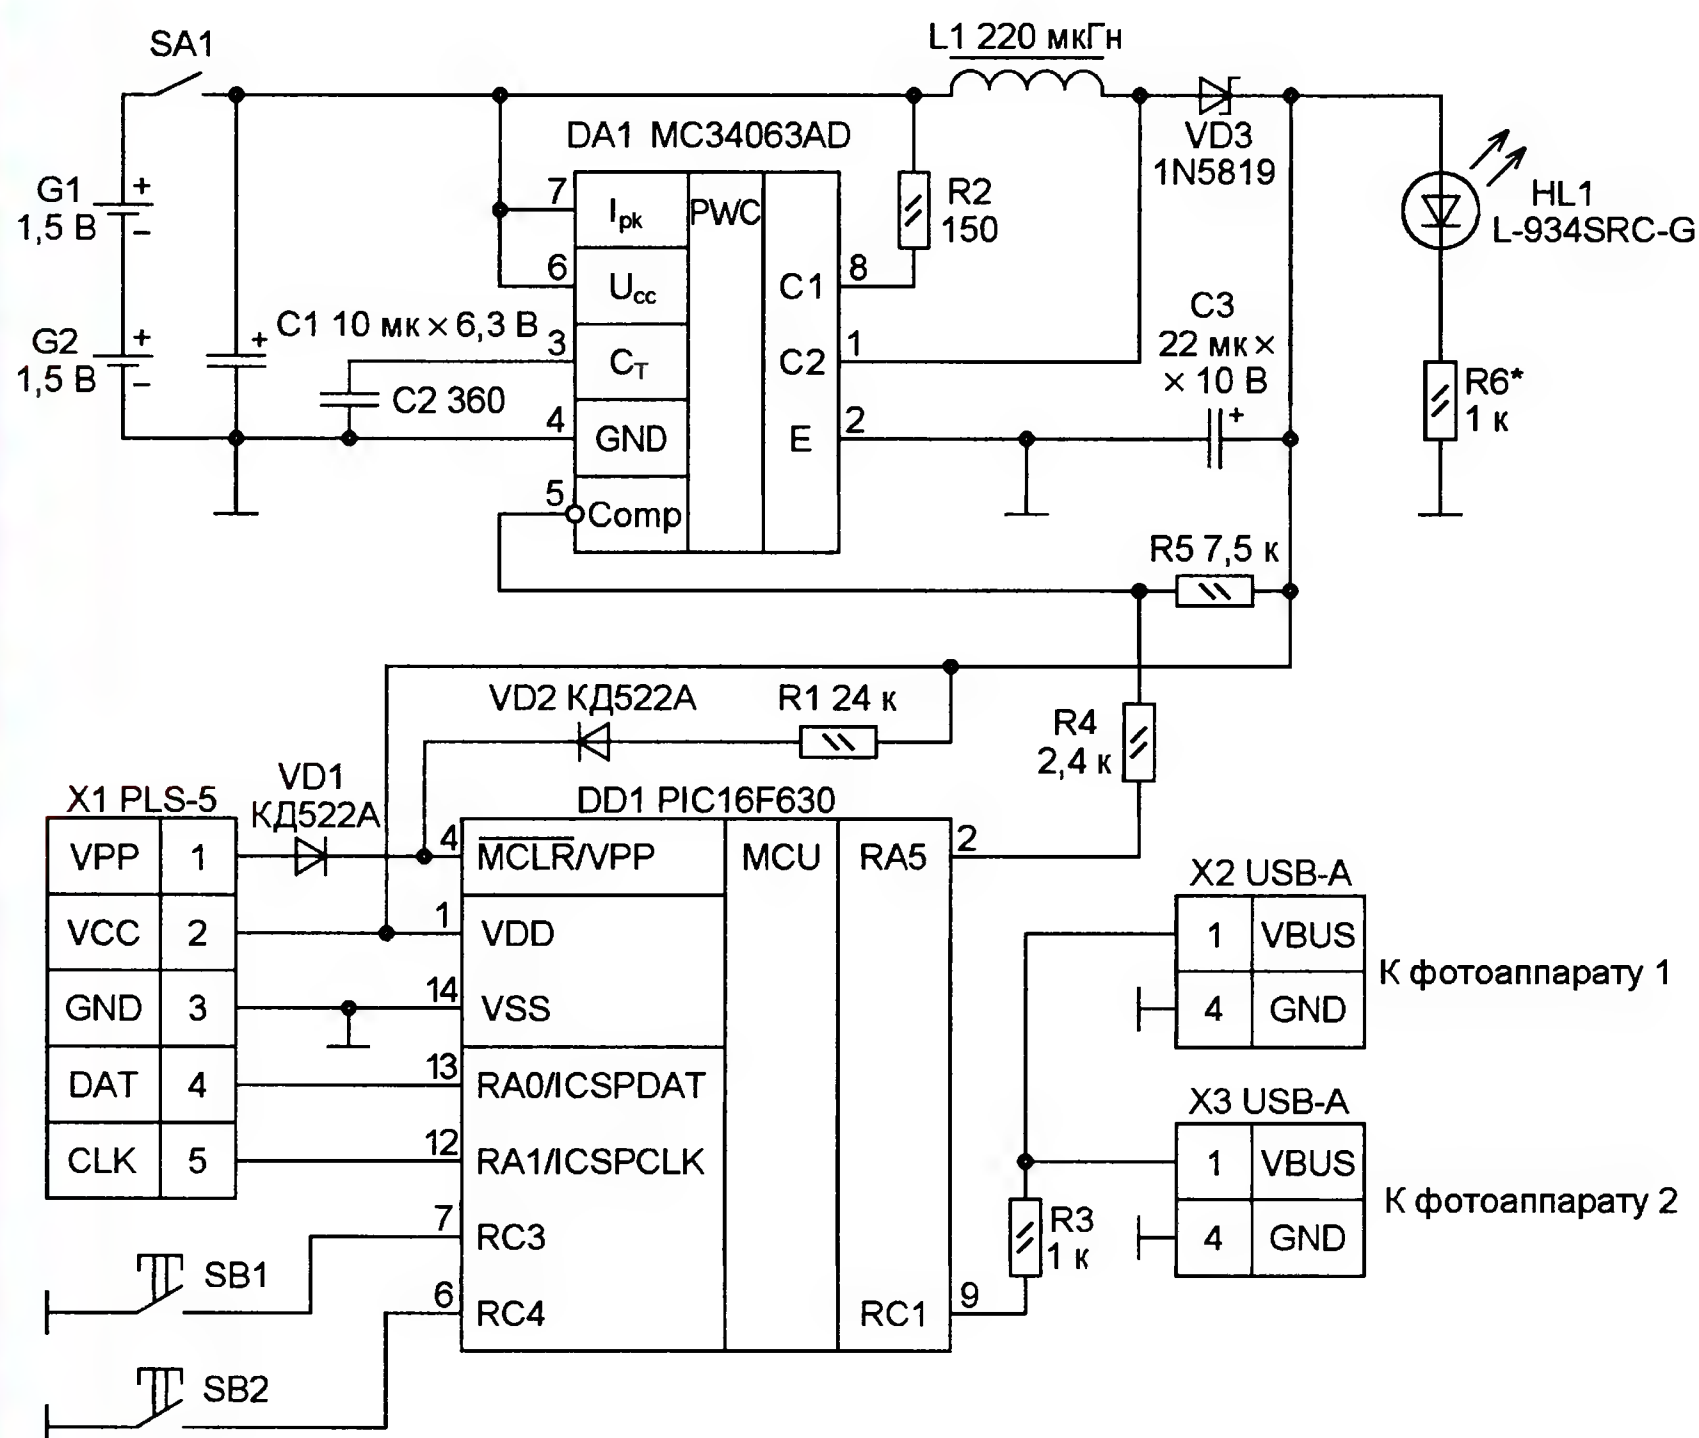 SA1
L1 220 мкГн
DA1 MC34063AD
VD3
1N5819
G1
1,5 В
+
–
7
Ipk
PWC
R2
150
HL1
L-934SRC-G
6
Ucc
C1
8
G2
1,5 В
+
–
+
C1 10 мк × 6,3 В
3
CT
C2
1
C3
22 мк ×
× 10 В
+
C2 360
R6*
1 к
4
GND
E
2
5
Comp
R5 7,5 к
VD2 КД522А
R1 24 к
R4
2,4 к
X1 PLS-5
VD1
КД522А
DD1 PIC16F630
VPP 1
4
MCLR/VPP
MCU
RA5
2
VCC 2
1
VDD
GND 3
14
VSS
DAT 4
13
RA0/ICSPDAT
CLK 5
12
RA1/ICSPCLK
SB1
7
RC3
SB2
6
RC4
RC1
9
R3
1 к
X2 USB-A
1 VBUS
4 GND
К фотоаппарату 1
X3 USB-A
1 VBUS
4 GND
К фотоаппарату 2